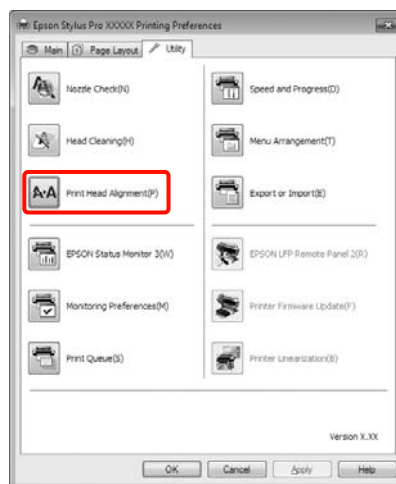 Epson Stylus Pro XXXXX Printing Preferences
Main Page Layout Utility
Nozzle Check(N)
Speed and Progress(D)
Head Cleaning(H)
Menu Arrangement(T)
A‧A Print Head Alignment(P)
Export or Import(E)
EPSON Status Monitor 3(W)
EPSON LFP Remote Panel 2(R)
Monitoring Preferences(M)
Printer Firmware Update(F)
Print Queue(S)
Printer Linearization(B)
Version X.XX
OK Cancel Apply Help